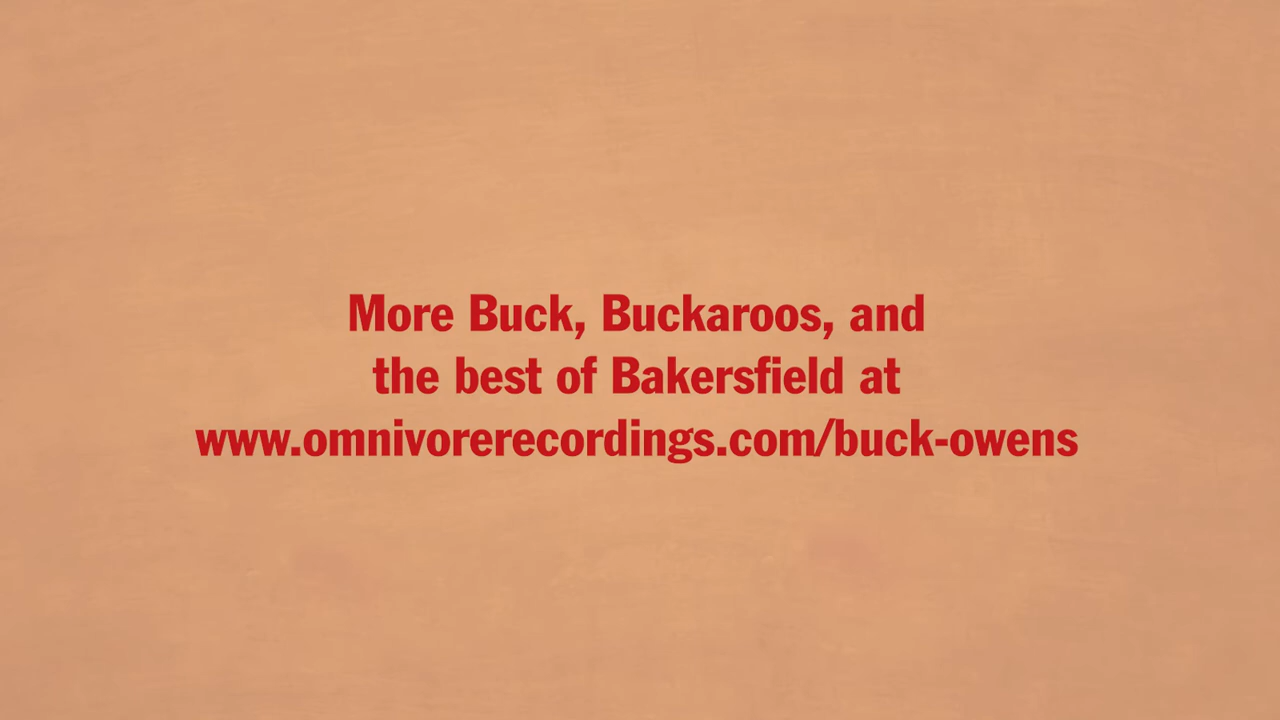 More Buck, Buckaroos, and
the best of Bakersfield at
www.omnivorerecordings.com/buck-owens